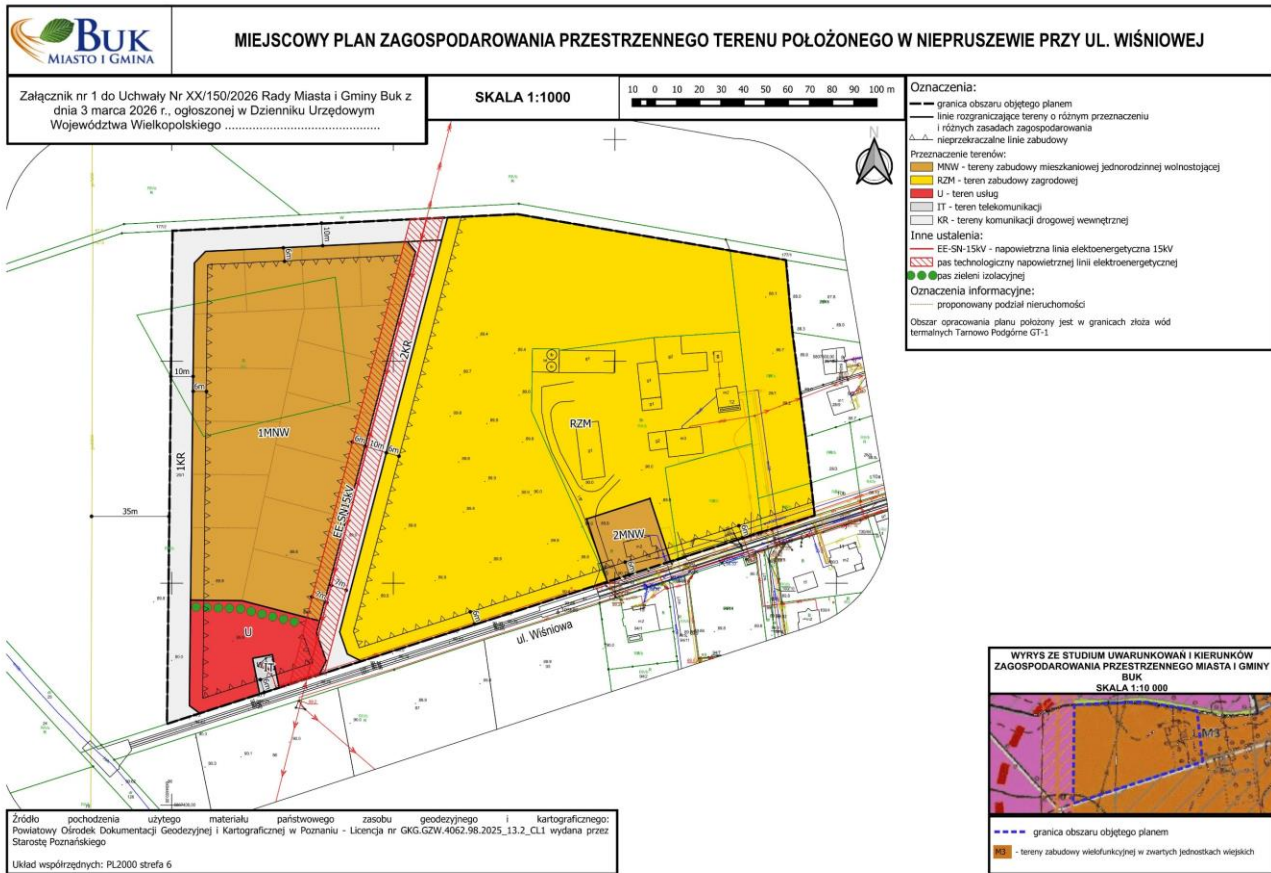 BUK
MIASTO I GMINA
MIEJSCOWY PLAN ZAGOSPODAROWANIA PRZESTRZENNEGO TERENU POŁOŻONEGO W NIEPRUSZEWIE PRZY UL. WIŚNIOWEJ
Załącznik nr 1 do Uchwały Nr XX/150/2026 Rady Miasta i Gminy Buk z
dnia 3 marca 2026 r., ogłoszonej w Dzienniku Urzędowym
Województwa Wielkopolskiego ..........................................
SKALA 1:1000
10 0 10 20 30 40 50 60 70 80 90 100 m
Oznaczenia:
granica obszaru objętego planem
linie rozgraniczające tereny o różnym przeznaczeniu
i różnych zasadach zagospodarowania
nieprzekraczalne linie zabudowy
Przeznaczenie terenów:
MNW - tereny zabudowy mieszkaniowej jednorodzinnej wolnostojącej
RZM - teren zabudowy zagrodowej
U - teren usług
IT - teren telekomunikacji
KR - tereny komunikacji drogowej wewnętrznej
Inne ustalenia:
EE-SN-15kV - napowietrzna linia elektoenergetyczna 15kV
pas technologiczny napowietrznej linii elektroenergetycznej
pas zieleni izolacyjnej
Oznaczenia informacyjne:
proponowany podział nieruchomości
Obszar opracowania planu położony jest w granicach złoża wód
termalnych Tarnowo Podgórne GT-1
N
10m
6m
2KR
10m
6m
1MNW
RZM
6m 10m 6m
1KR
EE-SN15kV
35m
2MNW
6m
6m
7m
7m
6m
U
6m
ul. Wiśniowa
WYRYS ZE STUDIUM UWARUNKOWAŃ I KIERUNKÓW
ZAGOSPODAROWANIA PRZESTRZENNEGO MIASTA I GMINY
BUK
SKALA 1:10 000
M3
granica obszaru objętego planem
M3 - tereny zabudowy wielofunkcyjnej w zwartych jednostkach wiejskich
Źródło pochodzenia użytego materiału państwowego zasobu geodezyjnego i kartograficznego:
Powiatowy Ośrodek Dokumentacji Geodezyjnej i Kartograficznej w Poznaniu - Licencja nr GKG.GZW.4062.98.2025_13.2_CL1 wydana przez
Starostę Poznańskiego
Układ współrzędnych: PL2000 strefa 6